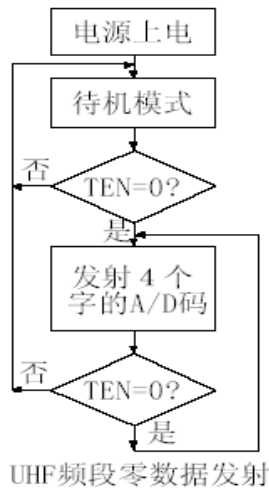 电源上电
待机模式
否
TEN=0?
是
发射4个
字的A/D码
否
TEN=0?
是
UHF频段零数据发射